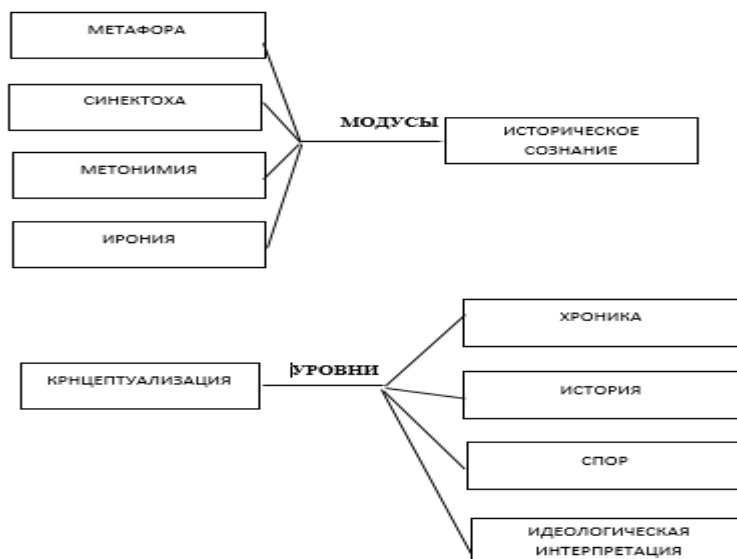 МЕТАФОРА
СИНЕКТОХА
МЕТОНИМИЯ
ИРОНИЯ
МОДУСЫ
ИСТОРИЧЕСКОЕ
СОЗНАНИЕ
КРНЦЕПТУАЛИЗАЦИЯ
УРОВНИ
ХРОНИКА
ИСТОРИЯ
СПОР
ИДЕОЛОГИЧЕСКАЯ
ИНТЕРПРЕТАЦИЯ